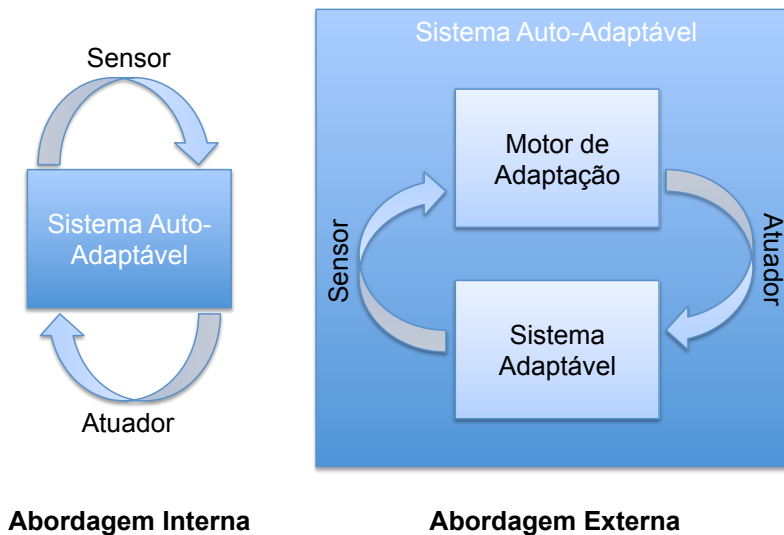 Sensor
Sistema Auto-
Adaptável
Atuador
Abordagem Interna
Sistema Auto-Adaptável
Motor de
Adaptação
Sensor
Atuador
Sistema
Adaptável
Abordagem Externa